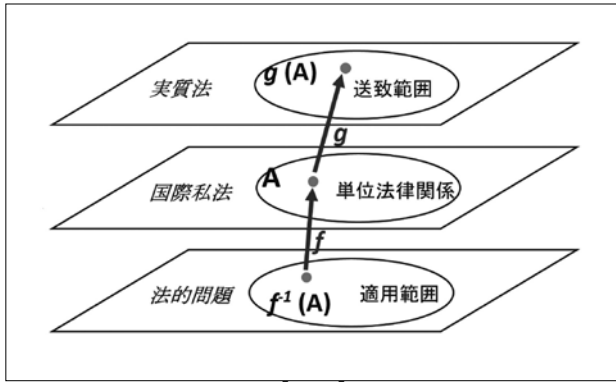 g (A)
実質法
送致範囲
g
A
国際私法
単位法律関係
f
法的問題
適用範囲
f⁻¹ (A)